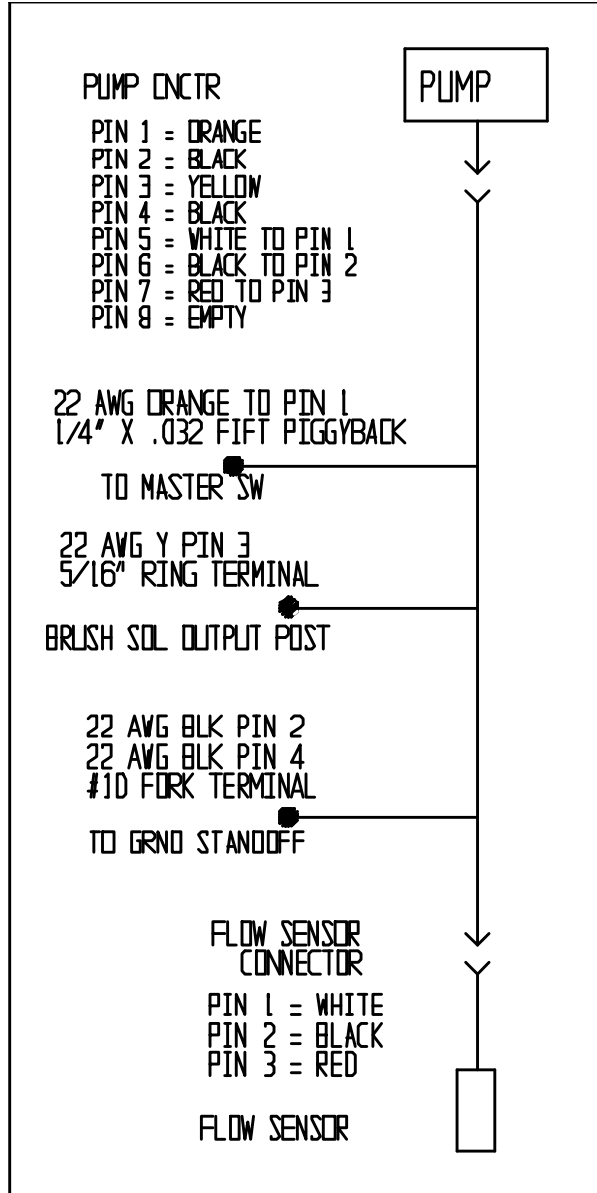 PUMP CNCTR
PUMP
PIN 1 = ORANGE
PIN 2 = BLACK
PIN 3 = YELLOW
PIN 4 = BLACK
PIN 5 = WHITE TO PIN 1
PIN 6 = BLACK TO PIN 2
PIN 7 = RED TO PIN 3
PIN 8 = EMPTY
22 AWG ORANGE TO PIN 1
1/4" X .032 FIFT PIGGYBACK
TO MASTER SW
22 AWG Y PIN 3
5/16" RING TERMINAL
BRUSH SOL OUTPUT POST
22 AWG BLK PIN 2
22 AWG BLK PIN 4
#10 FORK TERMINAL
TO GRND STANDOFF
FLOW SENSOR
CONNECTOR
PIN 1 = WHITE
PIN 2 = BLACK
PIN 3 = RED
FLOW SENSOR